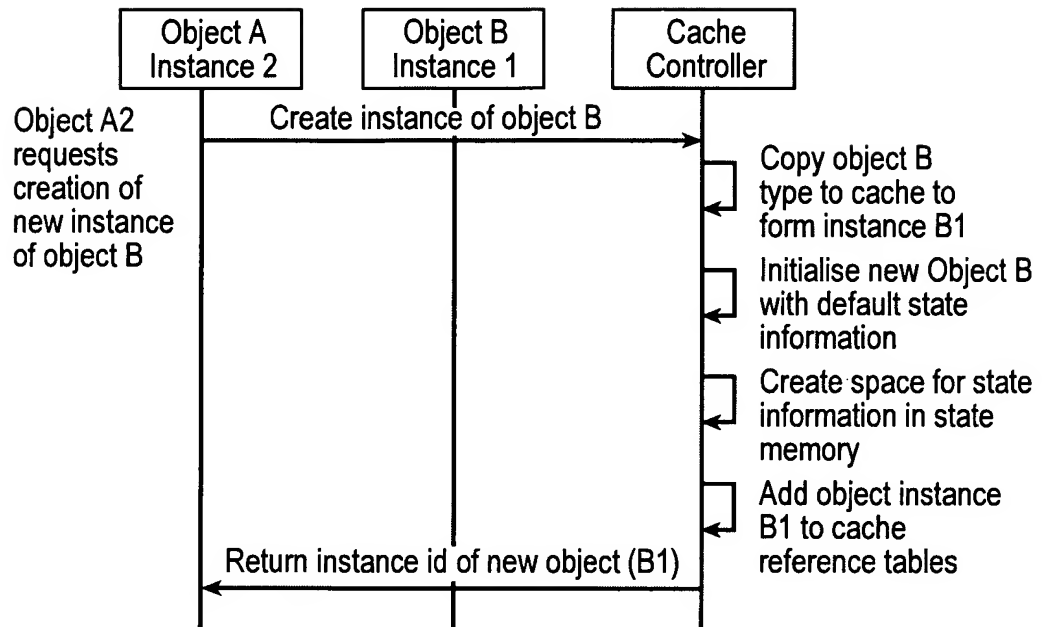 Object A
Instance 2
Object B
Instance 1
Cache
Controller
Object A2
requests
creation of
new instance
of object B
Create instance of object B
Copy object B
type to cache to
form instance B1
Initialise new Object B
with default state
information
Create space for state
information in state
memory
Add object instance
B1 to cache
reference tables
Return instance id of new object (B1)